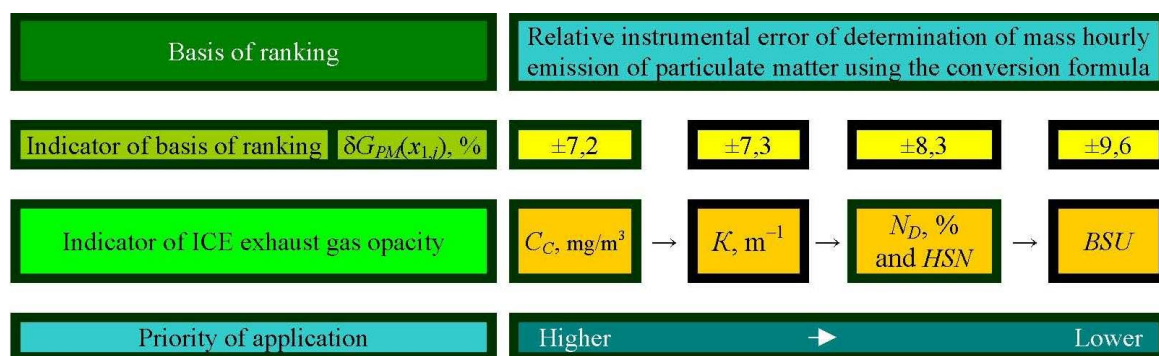 Basis of ranking
Relative instrumental error of determination of mass hourly
emission of particulate matter using the conversion formula
Indicator of basis of ranking δG_PM(x_1,j), % ±7,2 ±7,3 ±8,3 ±9,6
Indicator of ICE exhaust gas opacity
C_C, mg/m³ → K, m⁻¹ → N_D, %
and HSN → BSU
Priority of application
Higher → Lower